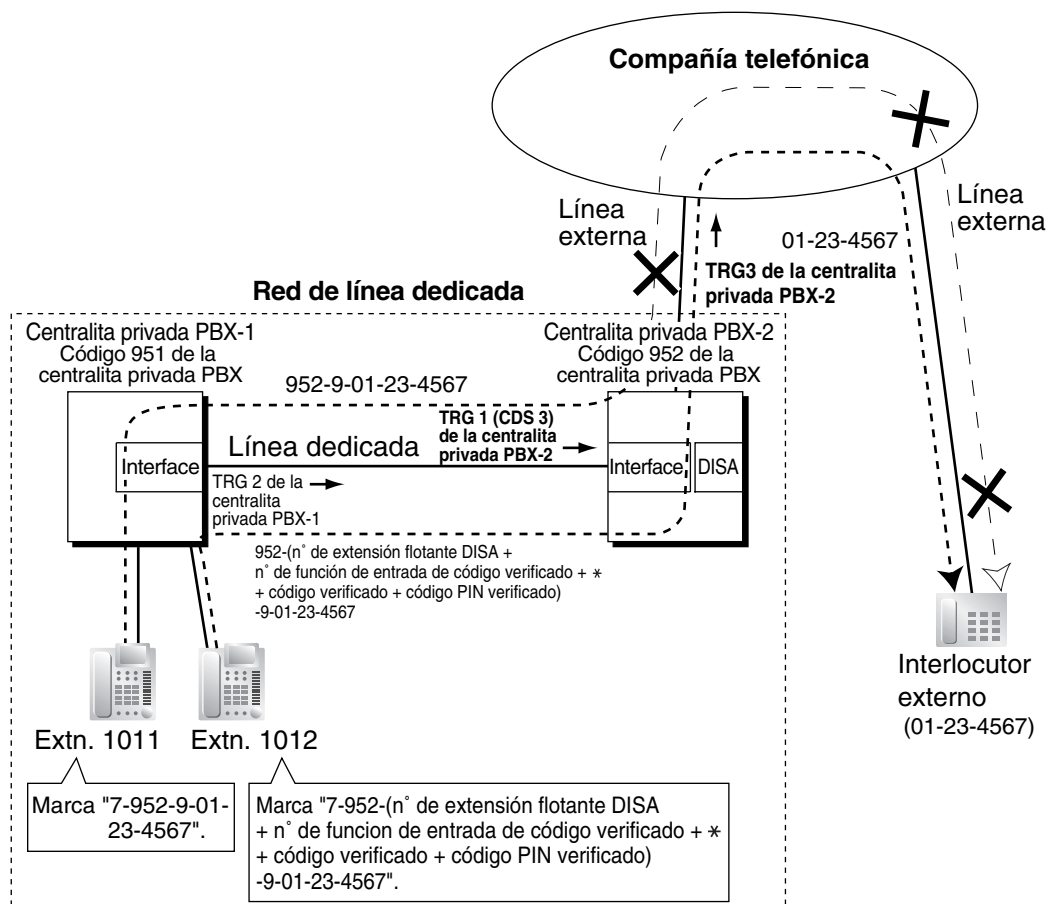 Compañía telefónica
Línea
externa
Línea
externa
01-23-4567
TRG3 de la centralita
privada PBX-2
Red de línea dedicada
Centralita privada PBX-1
Código 951 de la
centralita privada PBX
Centralita privada PBX-2
Código 952 de la
centralita privada PBX
952-9-01-23-4567
TRG 1 (CDS 3)
de la centralita
privada PBX-2
Línea dedicada
Interface
Interface
DISA
TRG 2 de la
centralita
privada PBX-1
952-(n° de extensión flotante DISA +
n° de función de entrada de código verificado + *
+ código verificado + código PIN verificado)
-9-01-23-4567
Extn. 1011
Extn. 1012
Interlocutor
externo
(01-23-4567)
Marca "7-952-9-01-
23-4567".
Marca "7-952-(n° de extensión flotante DISA
+ n° de funcion de entrada de código verificado + *
+ código verificado + código PIN verificado)
-9-01-23-4567".